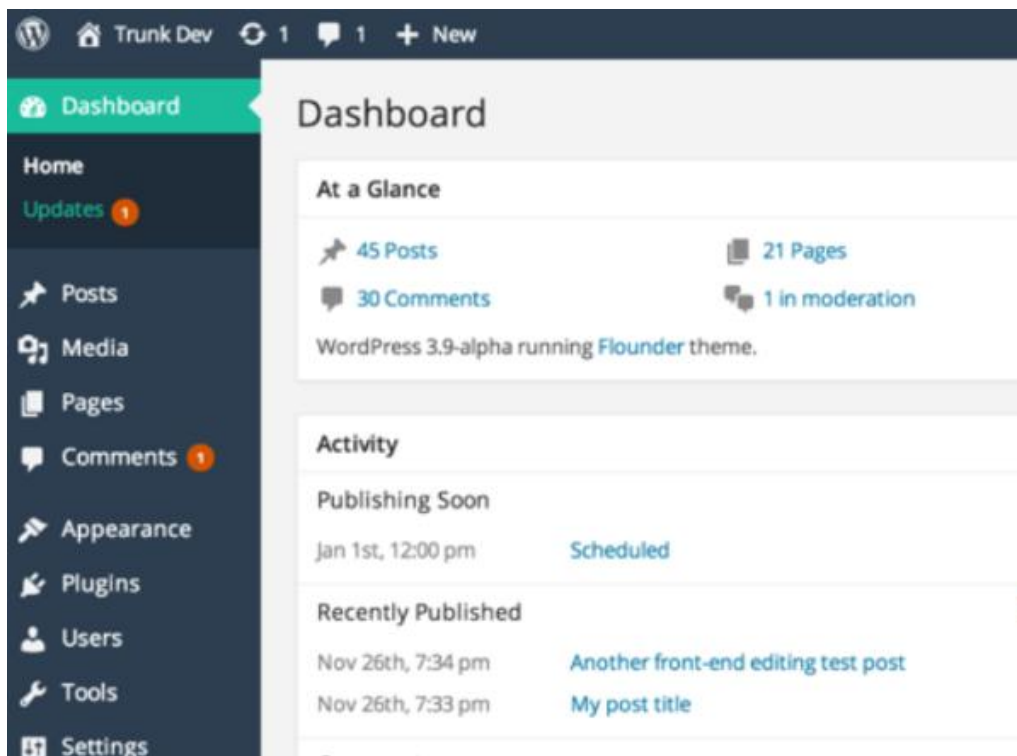 Trunk Dev 1 1 + New
Dashboard
Home
Updates 1
Posts
Media
Pages
Comments 1
Appearance
Plugins
Users
Tools
Settings
Dashboard
At a Glance
45 Posts 21 Pages
30 Comments 1 in moderation
WordPress 3.9-alpha running Flounder theme.
Activity
Publishing Soon
Jan 1st, 12:00 pm Scheduled
Recently Published
Nov 26th, 7:34 pm Another front-end editing test post
Nov 26th, 7:33 pm My post title